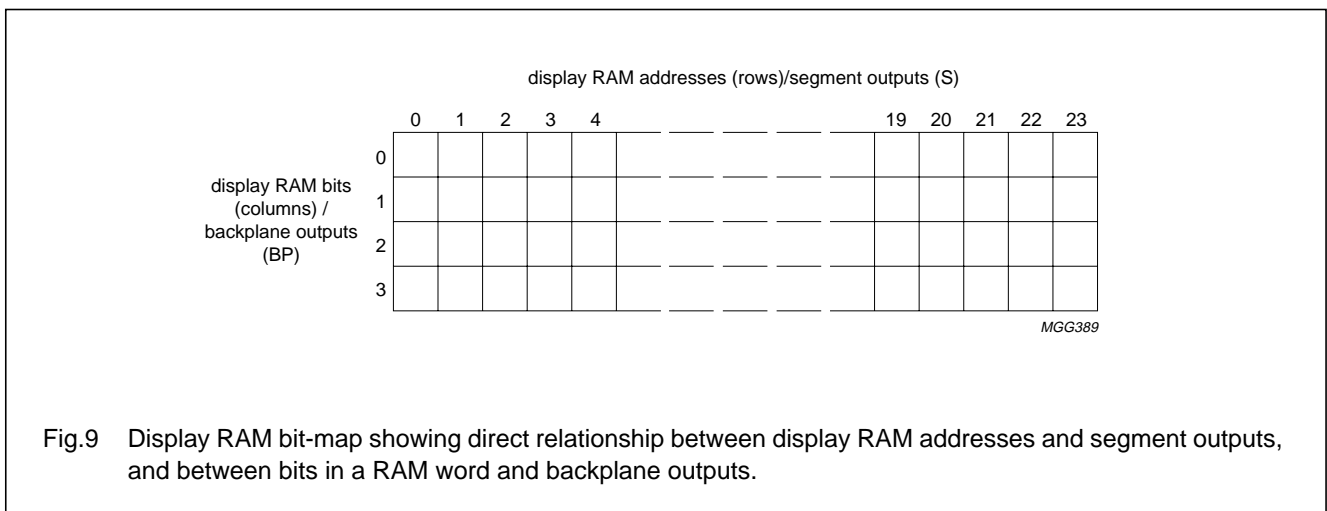 display RAM addresses (rows)/segment outputs (S)
0 1 2 3 4 19 20 21 22 23
0
display RAM bits
1
(columns) /
backplane outputs
2
(BP)
3
MGG389
Fig.9 Display RAM bit-map showing direct relationship between display RAM addresses and segment outputs,
and between bits in a RAM word and backplane outputs.